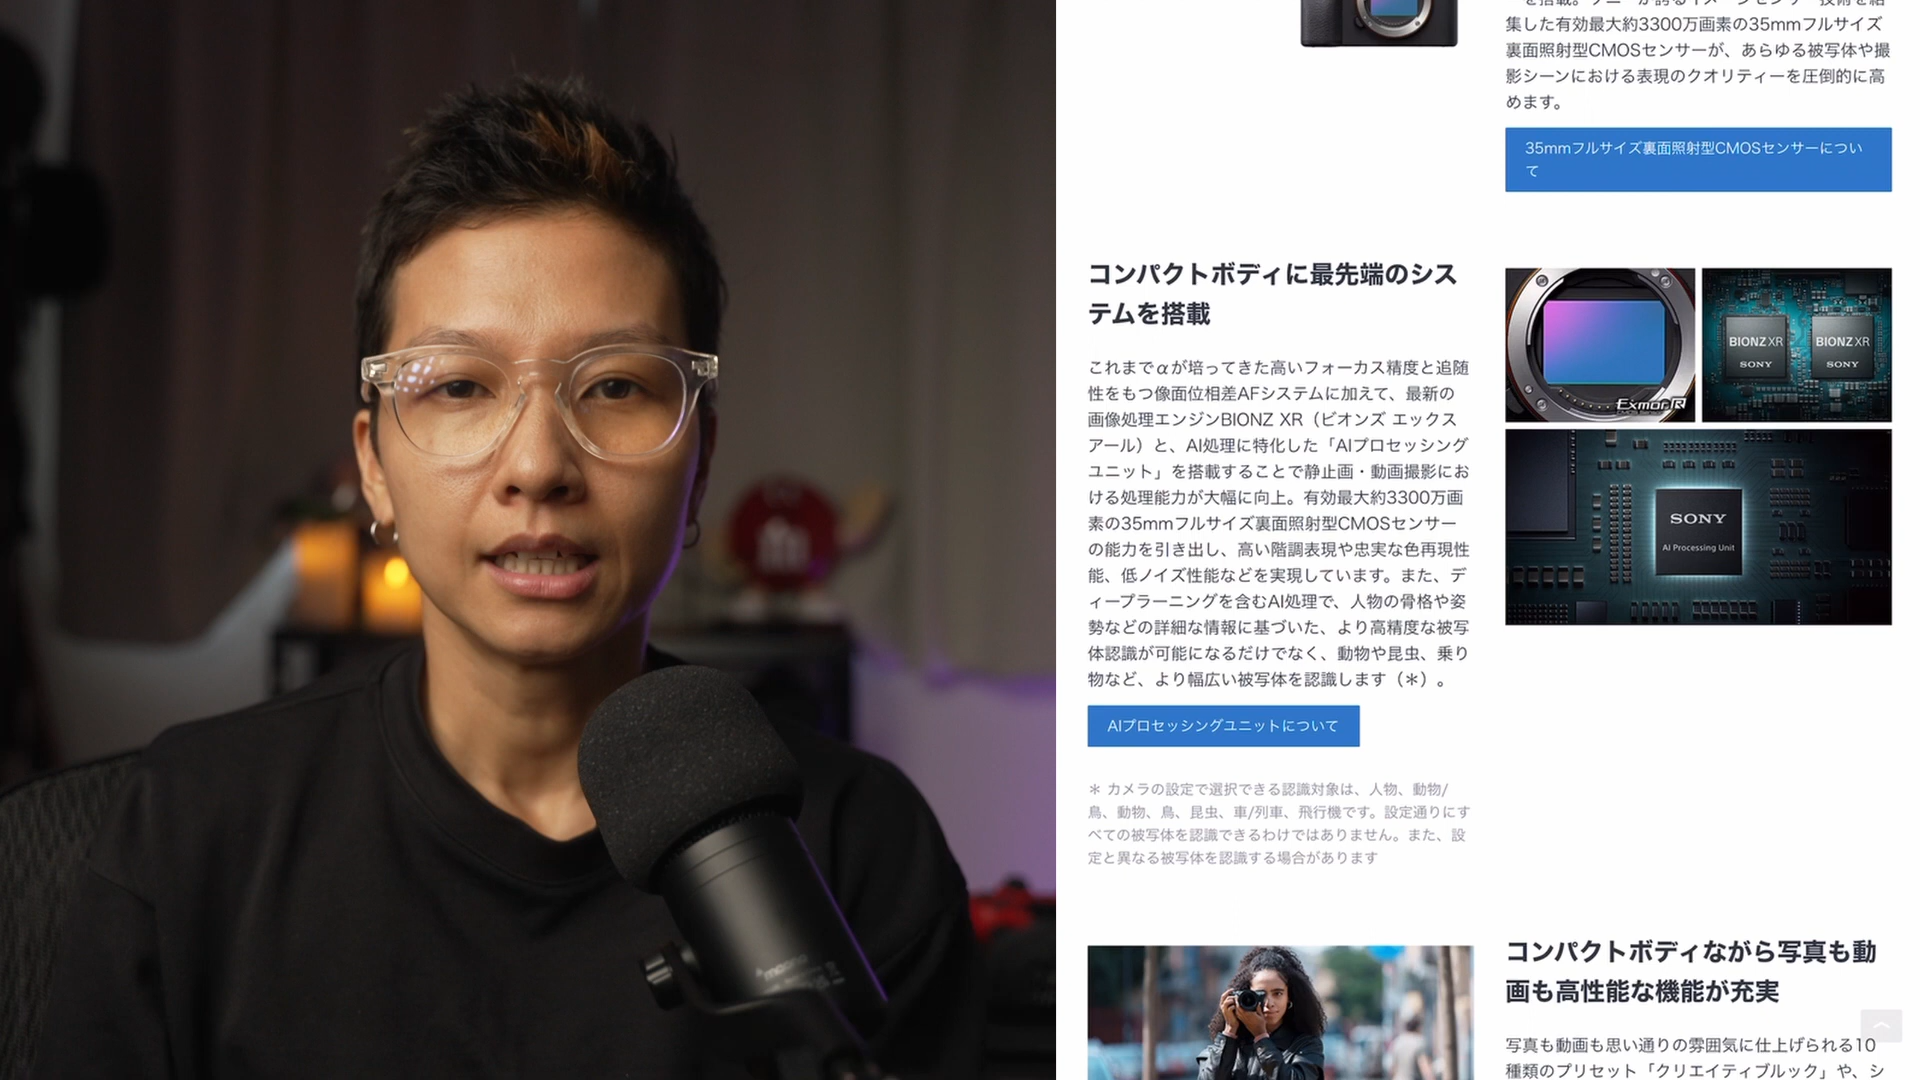 集した有効最大約3300万画素の35mmフルサイズ
裏面照射型CMOSセンサーが、あらゆる被写体や撮
影シーンにおける表現のクオリティーを圧倒的に高
めます。
35mmフルサイズ裏面照射型CMOSセンサーについ
て
コンパクトボディに最先端のシス
テムを搭載
これまでαが培ってきた高いフォーカス精度と追随
性をもつ像面位相差AFシステムに加えて、最新の
画像処理エンジンBIONZ XR（ビオンズ エックス
アール）と、AI処理に特化した「AIプロセッシング
ユニット」を搭載することで静止画・動画撮影にお
ける処理能力が大幅に向上。有効最大約3300万画
素の35mmフルサイズ裏面照射型CMOSセンサー
の能力を引き出し、高い階調表現や忠実な色再現性
能、低ノイズ性能などを実現しています。また、デ
ィープラーニングを含むAI処理で、人物の骨格や姿
勢などの詳細な情報に基づいた、より高精度な被写
体認識が可能になるだけでなく、動物や昆虫、乗り
物など、より幅広い被写体を認識します（＊）。
AIプロセッシングユニットについて
＊ カメラの設定で選択できる認識対象は、人物、動物/
鳥、動物、鳥、昆虫、車/列車、飛行機です。設定通りにす
べての被写体を認識できるわけではありません。また、設
定と異なる被写体を認識する場合があります
Exmor R
BIONZ XR
SONY
BIONZ XR
SONY
SONY
AI Processing Unit
コンパクトボディながら写真も動
画も高性能な機能が充実
写真も動画も思い通りの雰囲気に仕上げられる10
種類のプリセット「クリエイティブルック」や、シ